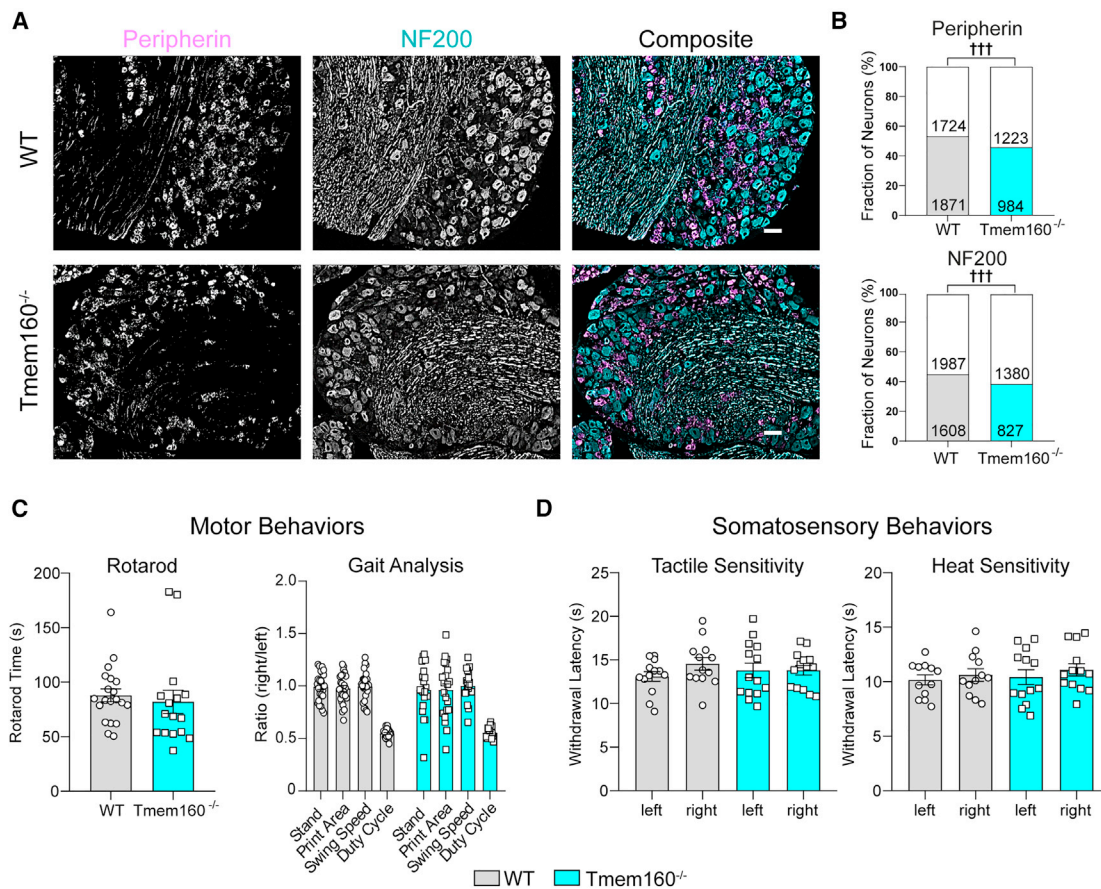 A
Peripherin
NF200
Composite
WT
Tmem160-/-
B
Peripherin
†††
Fraction of Neurons (%)
100
80
60
40
20
0
1724
1223
1871
984
WT
Tmem160-/-
NF200
†††
Fraction of Neurons (%)
100
80
60
40
20
0
1987
1380
1608
827
WT
Tmem160-/-
C
Motor Behaviors
Rotarod
Rotarod Time (s)
200
150
100
50
0
WT
Tmem160-/-
Gait Analysis
Ratio (right/left)
2.0
1.5
1.0
0.5
0.0
Stand
Print Area
Swing Speed
Duty Cycle
Stand
Print Area
Swing Speed
Duty Cycle
D
Somatosensory Behaviors
Tactile Sensitivity
Withdrawal Latency (s)
25
20
15
10
5
0
left
right
left
right
Heat Sensitivity
Withdrawal Latency (s)
25
20
15
10
5
0
left
right
left
right
WT
Tmem160-/-